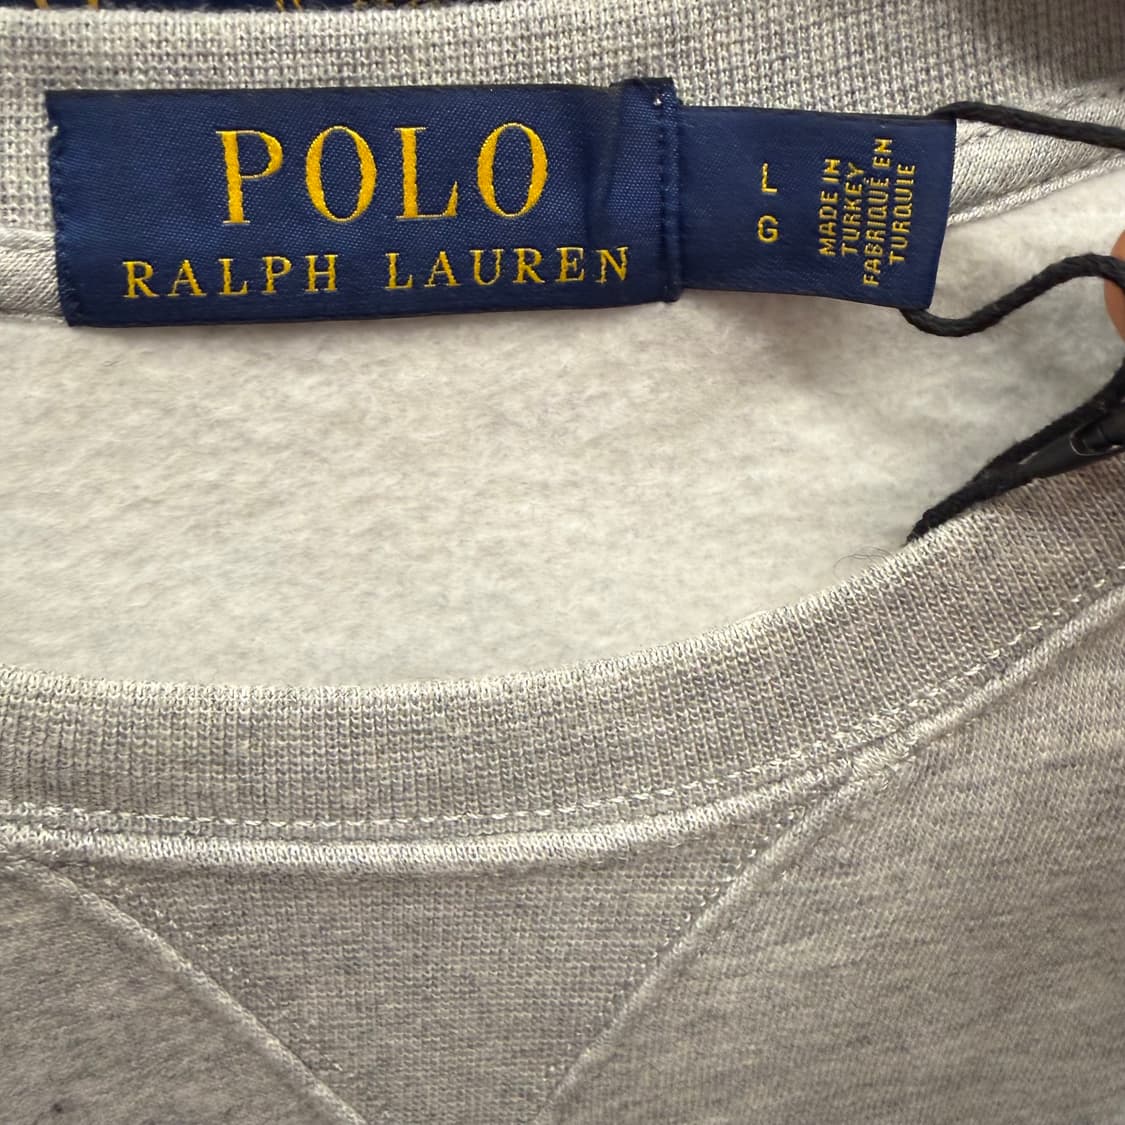 POLO
RALPH LAUREN
L
G
MADE IN
TURKEY
FABRIQUÉ EN
TURQUIE